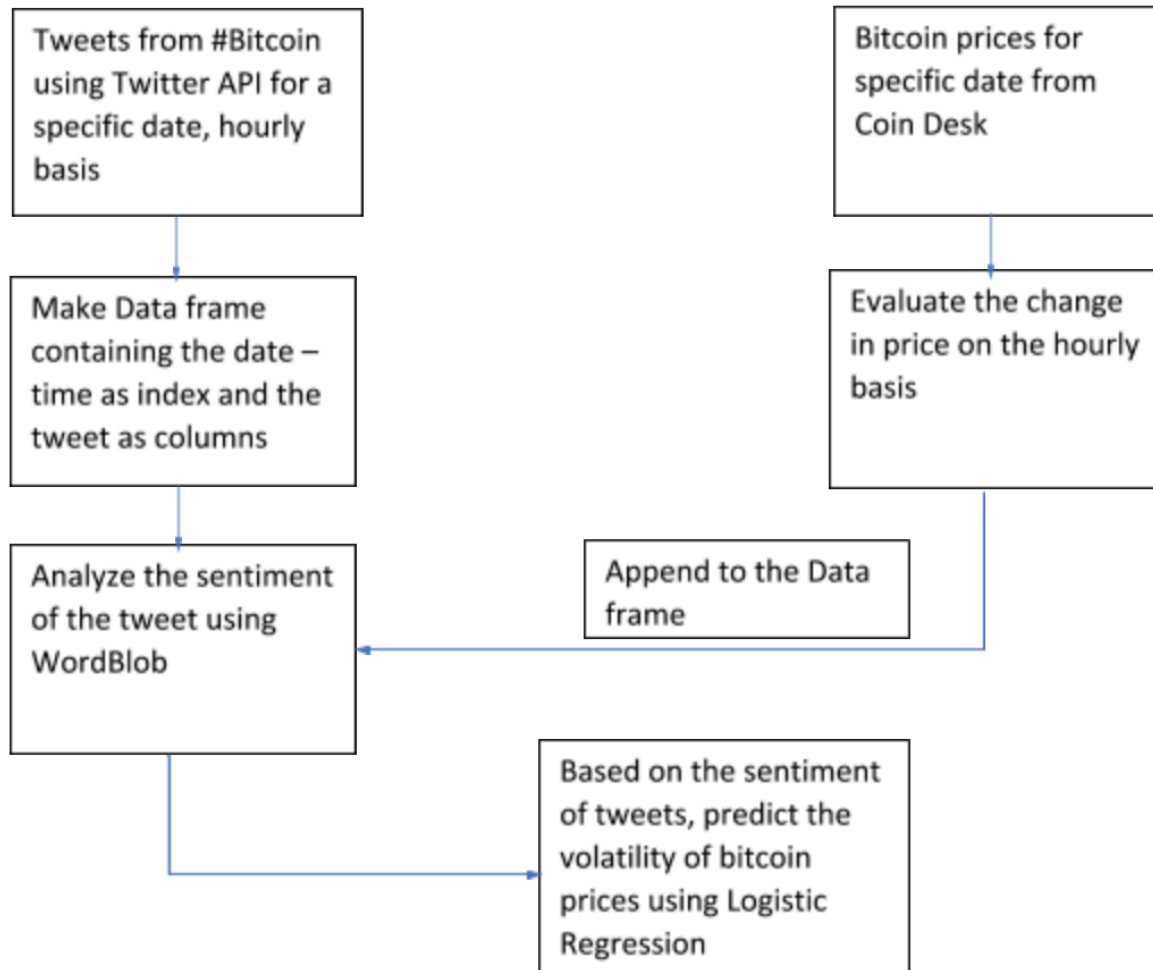 Tweets from #Bitcoin
using Twitter API for a
specific date, hourly
basis
Bitcoin prices for
specific date from
Coin Desk
Make Data frame
containing the date –
time as index and the
tweet as columns
Evaluate the change
in price on the hourly
basis
Analyze the sentiment
of the tweet using
WordBlob
Append to the Data
frame
Based on the sentiment
of tweets, predict the
volatility of bitcoin
prices using Logistic
Regression